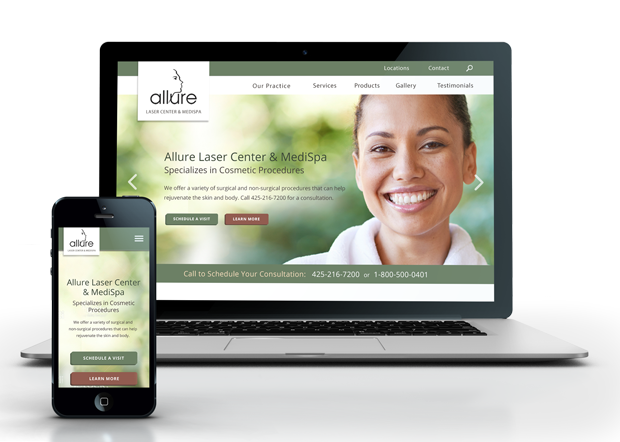 Locations Contact
allure
LASER CENTER & MEDISPA
Our Practice Services Products Gallery Testimonials
Allure Laser Center & MediSpa
Specializes in Cosmetic Procedures
We offer a variety of surgical and non-surgical procedures that can help
rejuvenate the skin and body. Call 425-216-7200 for a consultation.
SCHEDULE A VISIT LEARN MORE
Call to Schedule Your Consultation: 425-216-7200 or 1-800-500-0401
allure
LASER CENTER & MEDISPA
Allure Laser Center
& MediSpa
Specializes in Cosmetic
Procedures
We offer a variety of surgical and
non-surgical procedures that can help
rejuvenate the skin and body.
SCHEDULE A VISIT
LEARN MORE